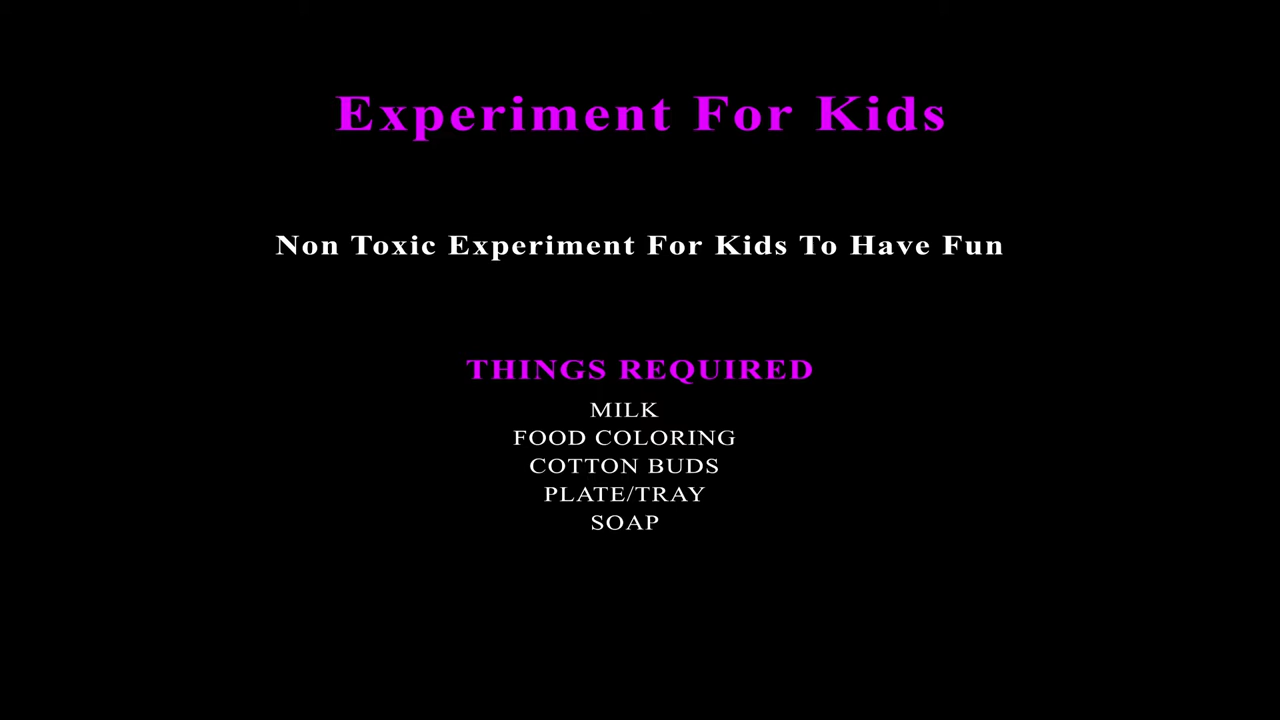 Experiment For Kids
Non Toxic Experiment For Kids To Have Fun
THINGS REQUIRED
MILK
FOOD COLORING
COTTON BUDS
PLATE/TRAY
SOAP